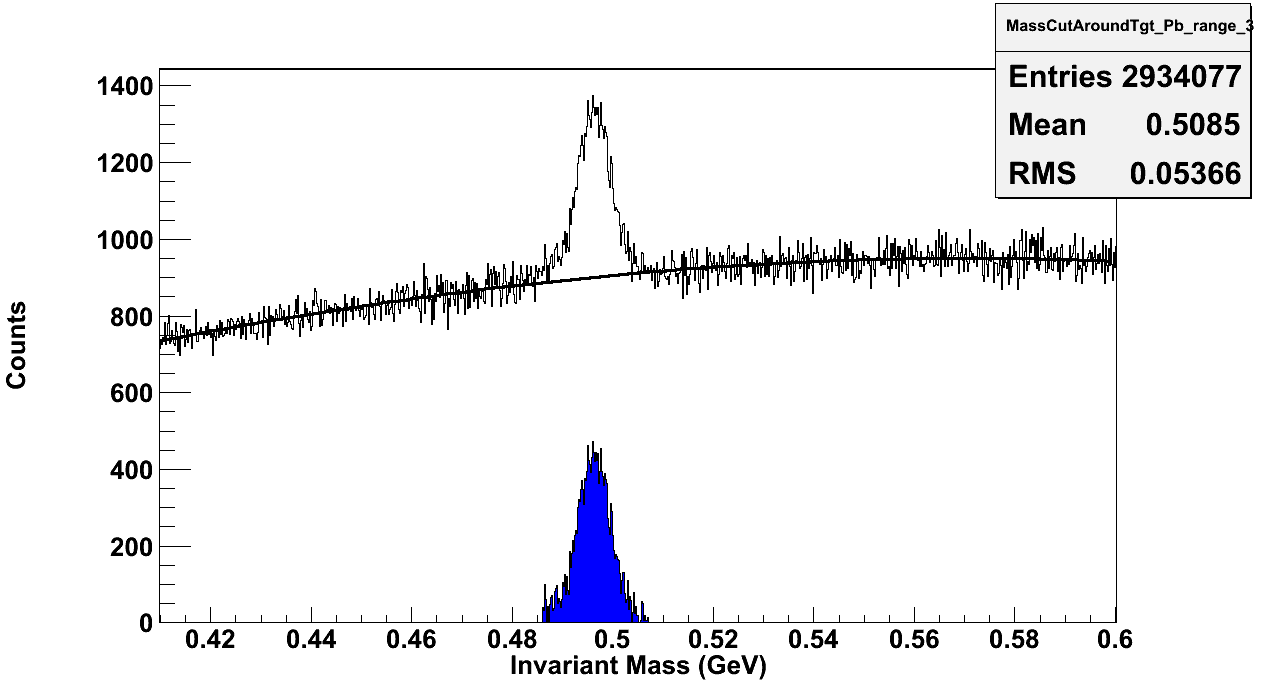 MassCutAroundTgt_Pb_range_3
Entries 2934077
Mean 0.5085
RMS 0.05366
1400
1200
1000
800
600
400
200
0
Counts
0.42 0.44 0.46 0.48 0.5 0.52 0.54 0.56 0.58 0.6
Invariant Mass (GeV)